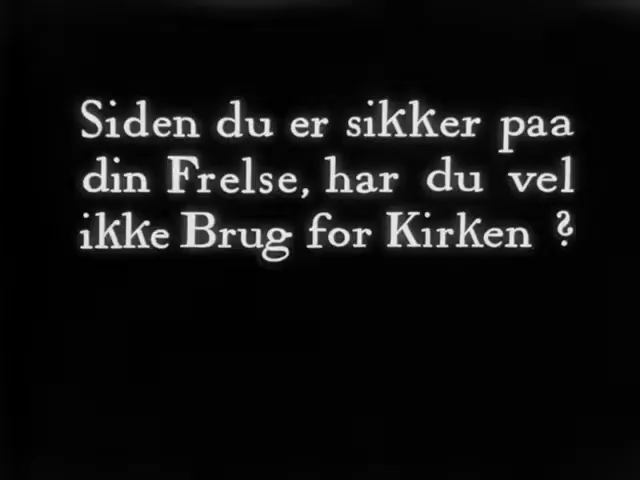 Siden du er sikker paa
din Frelse, har du vel
ikke Brug for Kirken ?